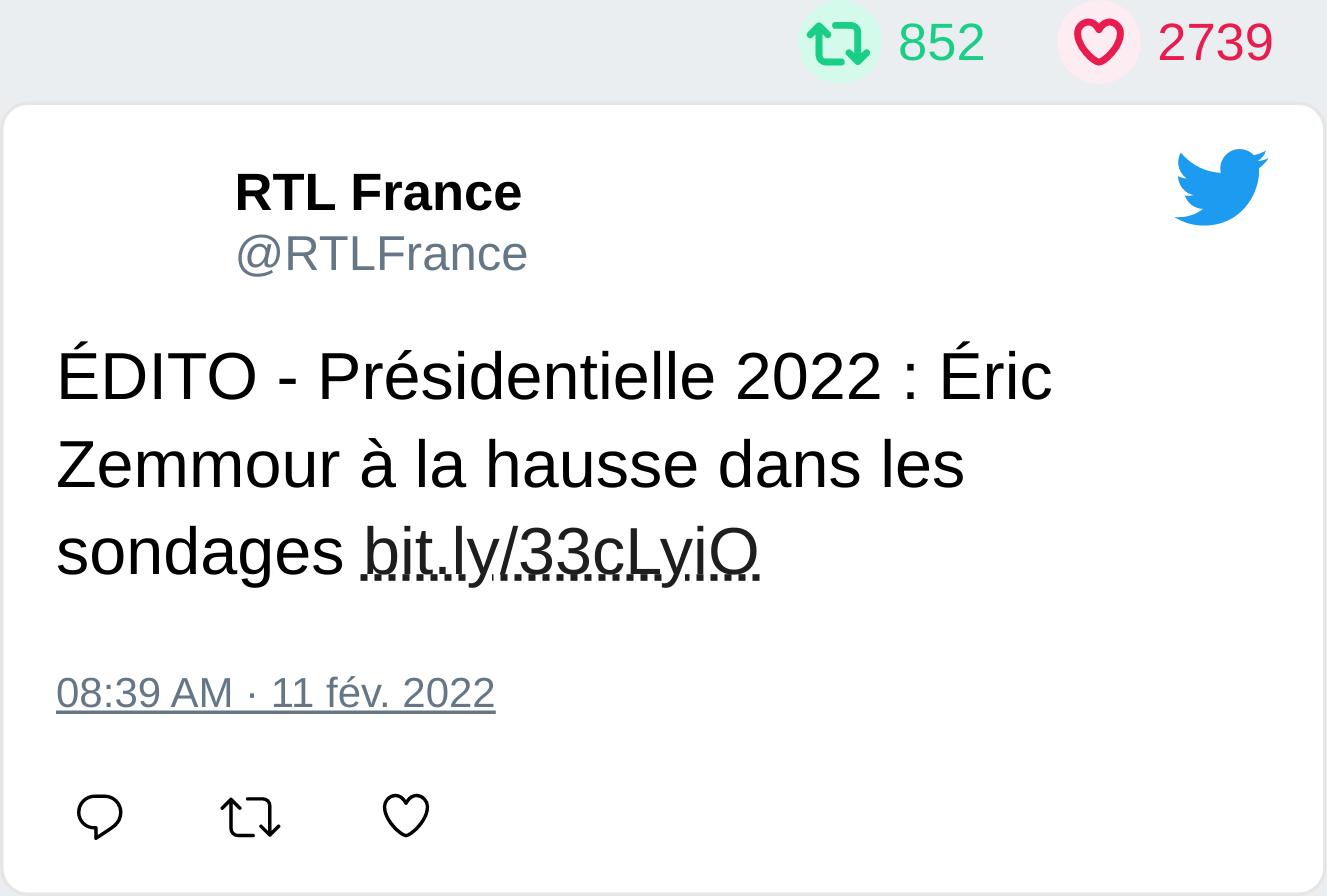 852 2739
RTL France
@RTLFrance
ÉDITO - Présidentielle 2022 : Éric
Zemmour à la hausse dans les
sondages bit.ly/33cLyiO
08:39 AM · 11 fév. 2022